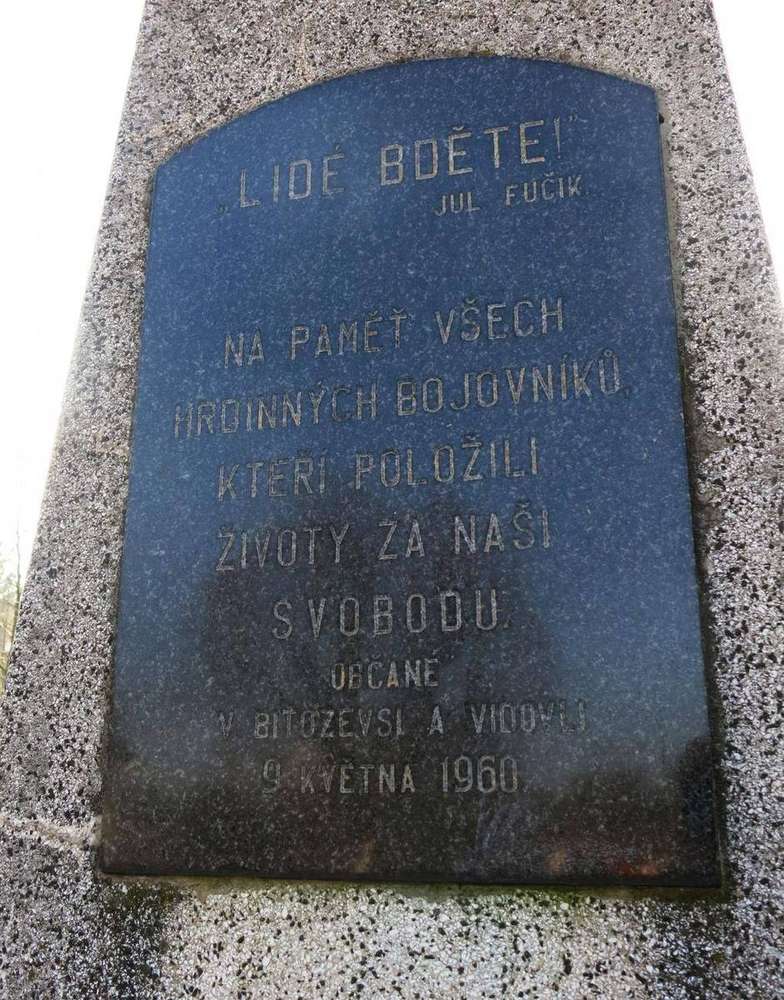 „LIDÉ BDĚTE!"
JUL FUČIK.
NA PAMĚŤ VŠECH
HRDINNÝCH BOJOVNÍKŮ,
KTEŘÍ POLOŽILI
ŽIVOTY ZA NAŠI
SVOBODU.
OBČANÉ
V BITOZEVSI A VIDOVLI
9 KVĚTNA 1960.